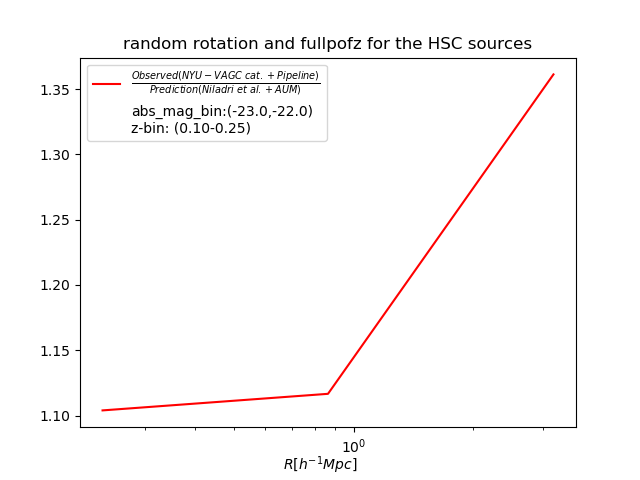 random rotation and fullpofz for the HSC sources
Observed(NYU−VAGC cat. + Pipeline)
Prediction(Niladri et al. + AUM)
abs_mag_bin:(-23.0,-22.0)
z-bin: (0.10-0.25)
1.35
1.30
1.25
1.20
1.15
1.10
10⁰
R[h⁻¹Mpc]